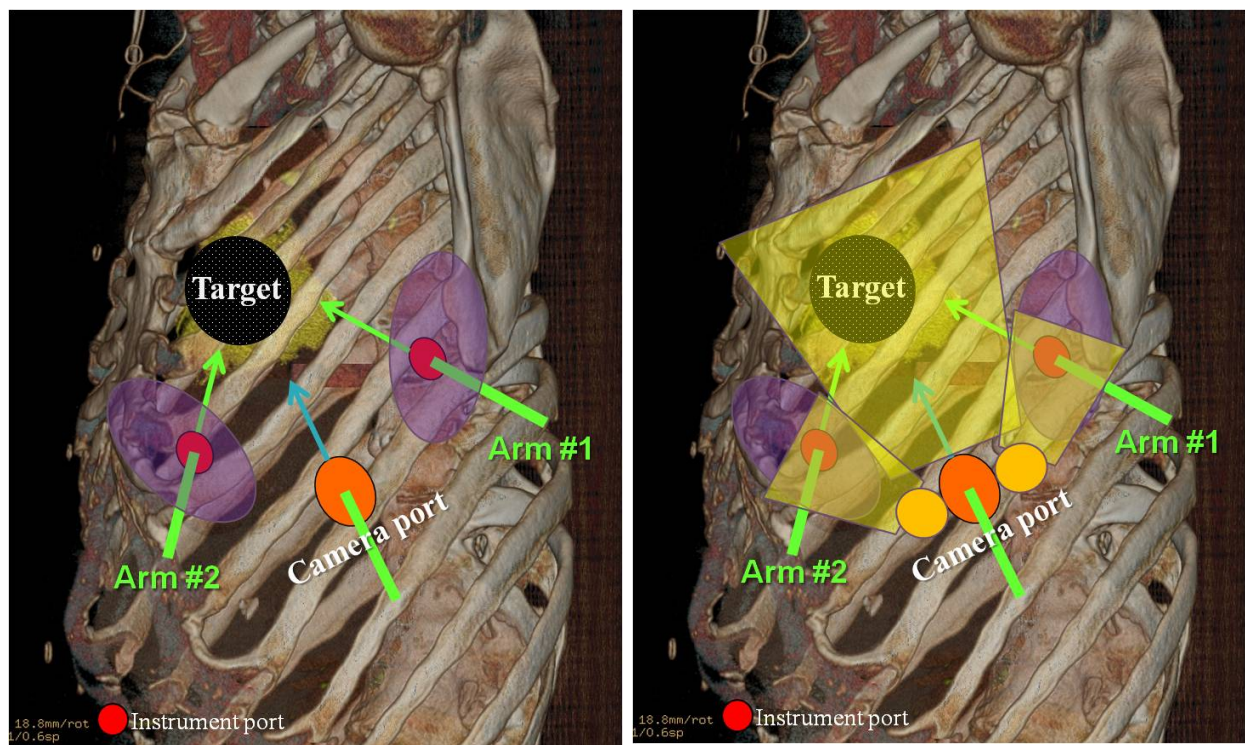 Target
Arm #1
Camera port
Arm #2
Instrument port
18.8mm/rot
1/0.6sp
Target
Arm #1
Camera port
Arm #2
Instrument port
18.8mm/rot
1/0.6sp